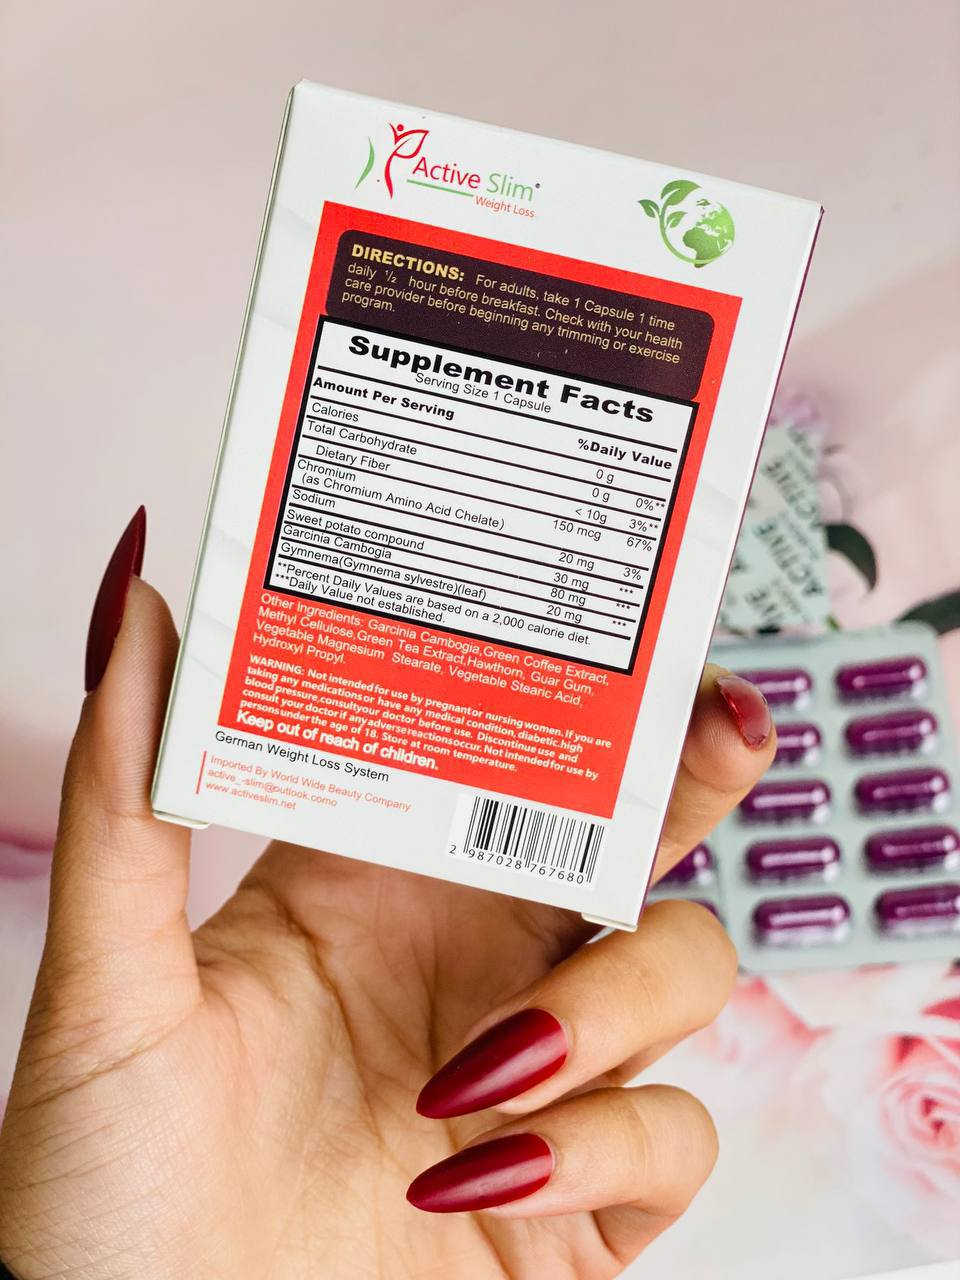 Active Slim®
Weight Loss
DIRECTIONS: For adults, take 1 Capsule 1 time
daily ½ hour before breakfast. Check with your health
care provider before beginning any trimming or exercise
program.
Supplement Facts
Serving Size 1 Capsule
Amount Per Serving %Daily Value
Calories 0 g
Total Carbohydrate 0 g 0%**
Dietary Fiber < 10g 3%**
Chromium 150 mcg 67%
(as Chromium Amino Acid Chelate)
Sodium 20 mg 3%
Sweet potato compound 30 mg ***
Garcinia Cambogia 80 mg ***
Gymnema(Gymnema sylvestre)(leaf) 20 mg ***
**Percent Daily Values are based on a 2,000 calorie diet.
***Daily Value not established.
Other Ingredients: Garcinia Cambogia,Green Coffee Extract,
Methyl Cellulose,Green Tea Extract,Hawthorn, Guar Gum,
Vegetable Magnesium Stearate, Vegetable Stearic Acid,
Hydroxyl Propyl.
WARNING: Not intended for use by pregnant or nursing women. If you are
taking any medications or have any medical condition, diabetic,high
blood pressure,consult your doctor before use. Discontinue use and
consult your doctor if any adverse reactions occur. Not intended for use by
persons under the age of 18. Store at room temperature.
Keep out of reach of children.
German Weight Loss System
Imported By World Wide Beauty Company
active_-slim@outlook.como
www.activeslim.net
2 987028 767680
ACTIVE
ACTIVE